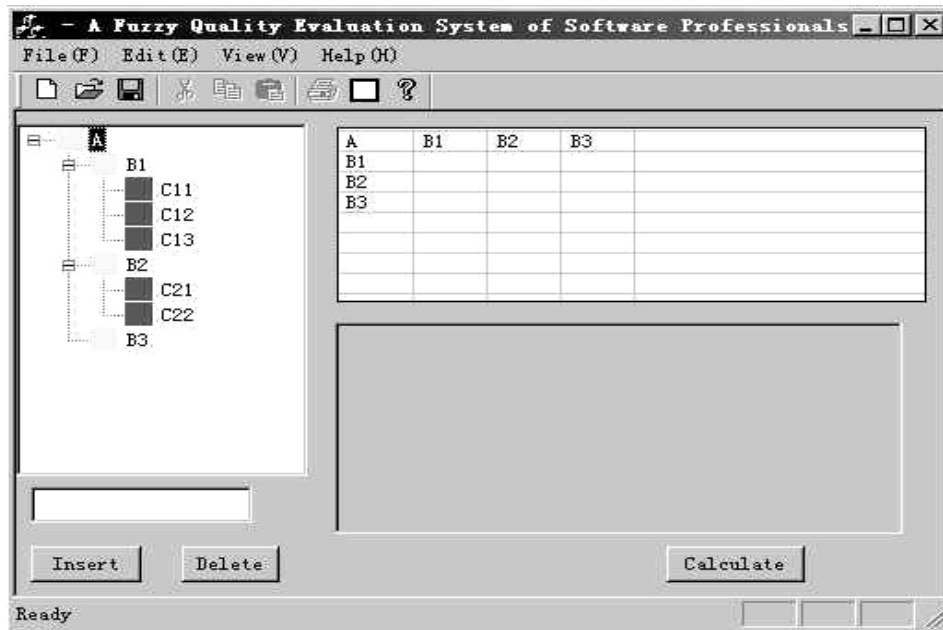 - A Fuzzy Quality Evaluation System of Software Professionals
File(F) Edit(E) View(V) Help(H)
A
B1
C11
C12
C13
B2
C21
C22
B3
A B1 B2 B3
B1
B2
B3
Insert Delete Calculate
Ready